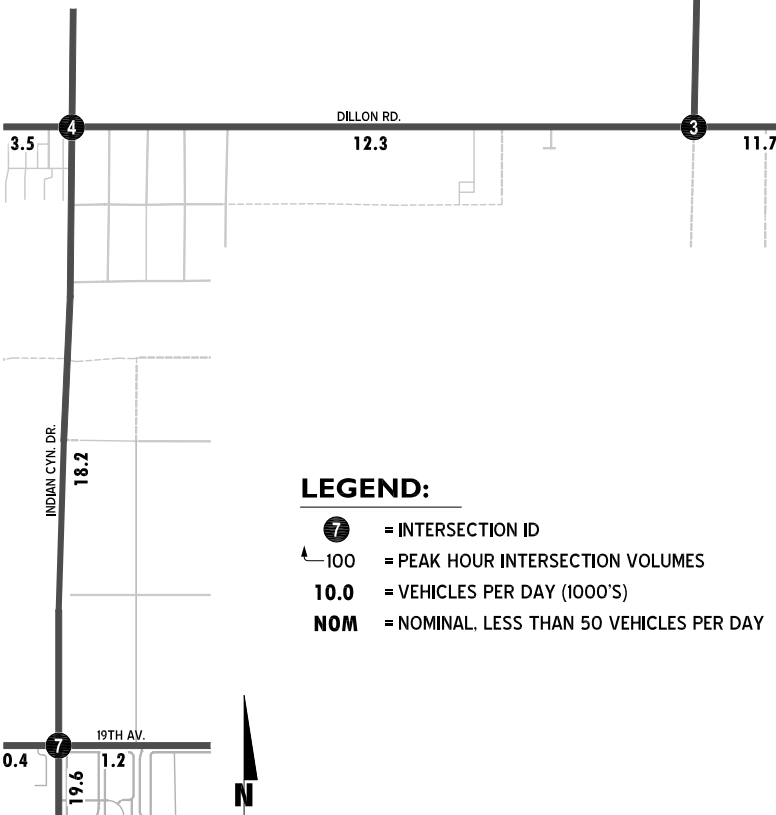 DILLON RD.
4
3
3.5
12.3
11.7
INDIAN CYN. DR.
18.2
LEGEND:
7 = INTERSECTION ID
100 = PEAK HOUR INTERSECTION VOLUMES
10.0 = VEHICLES PER DAY (1000'S)
NOM = NOMINAL, LESS THAN 50 VEHICLES PER DAY
19TH AV.
7
0.4
1.2
19.6
N